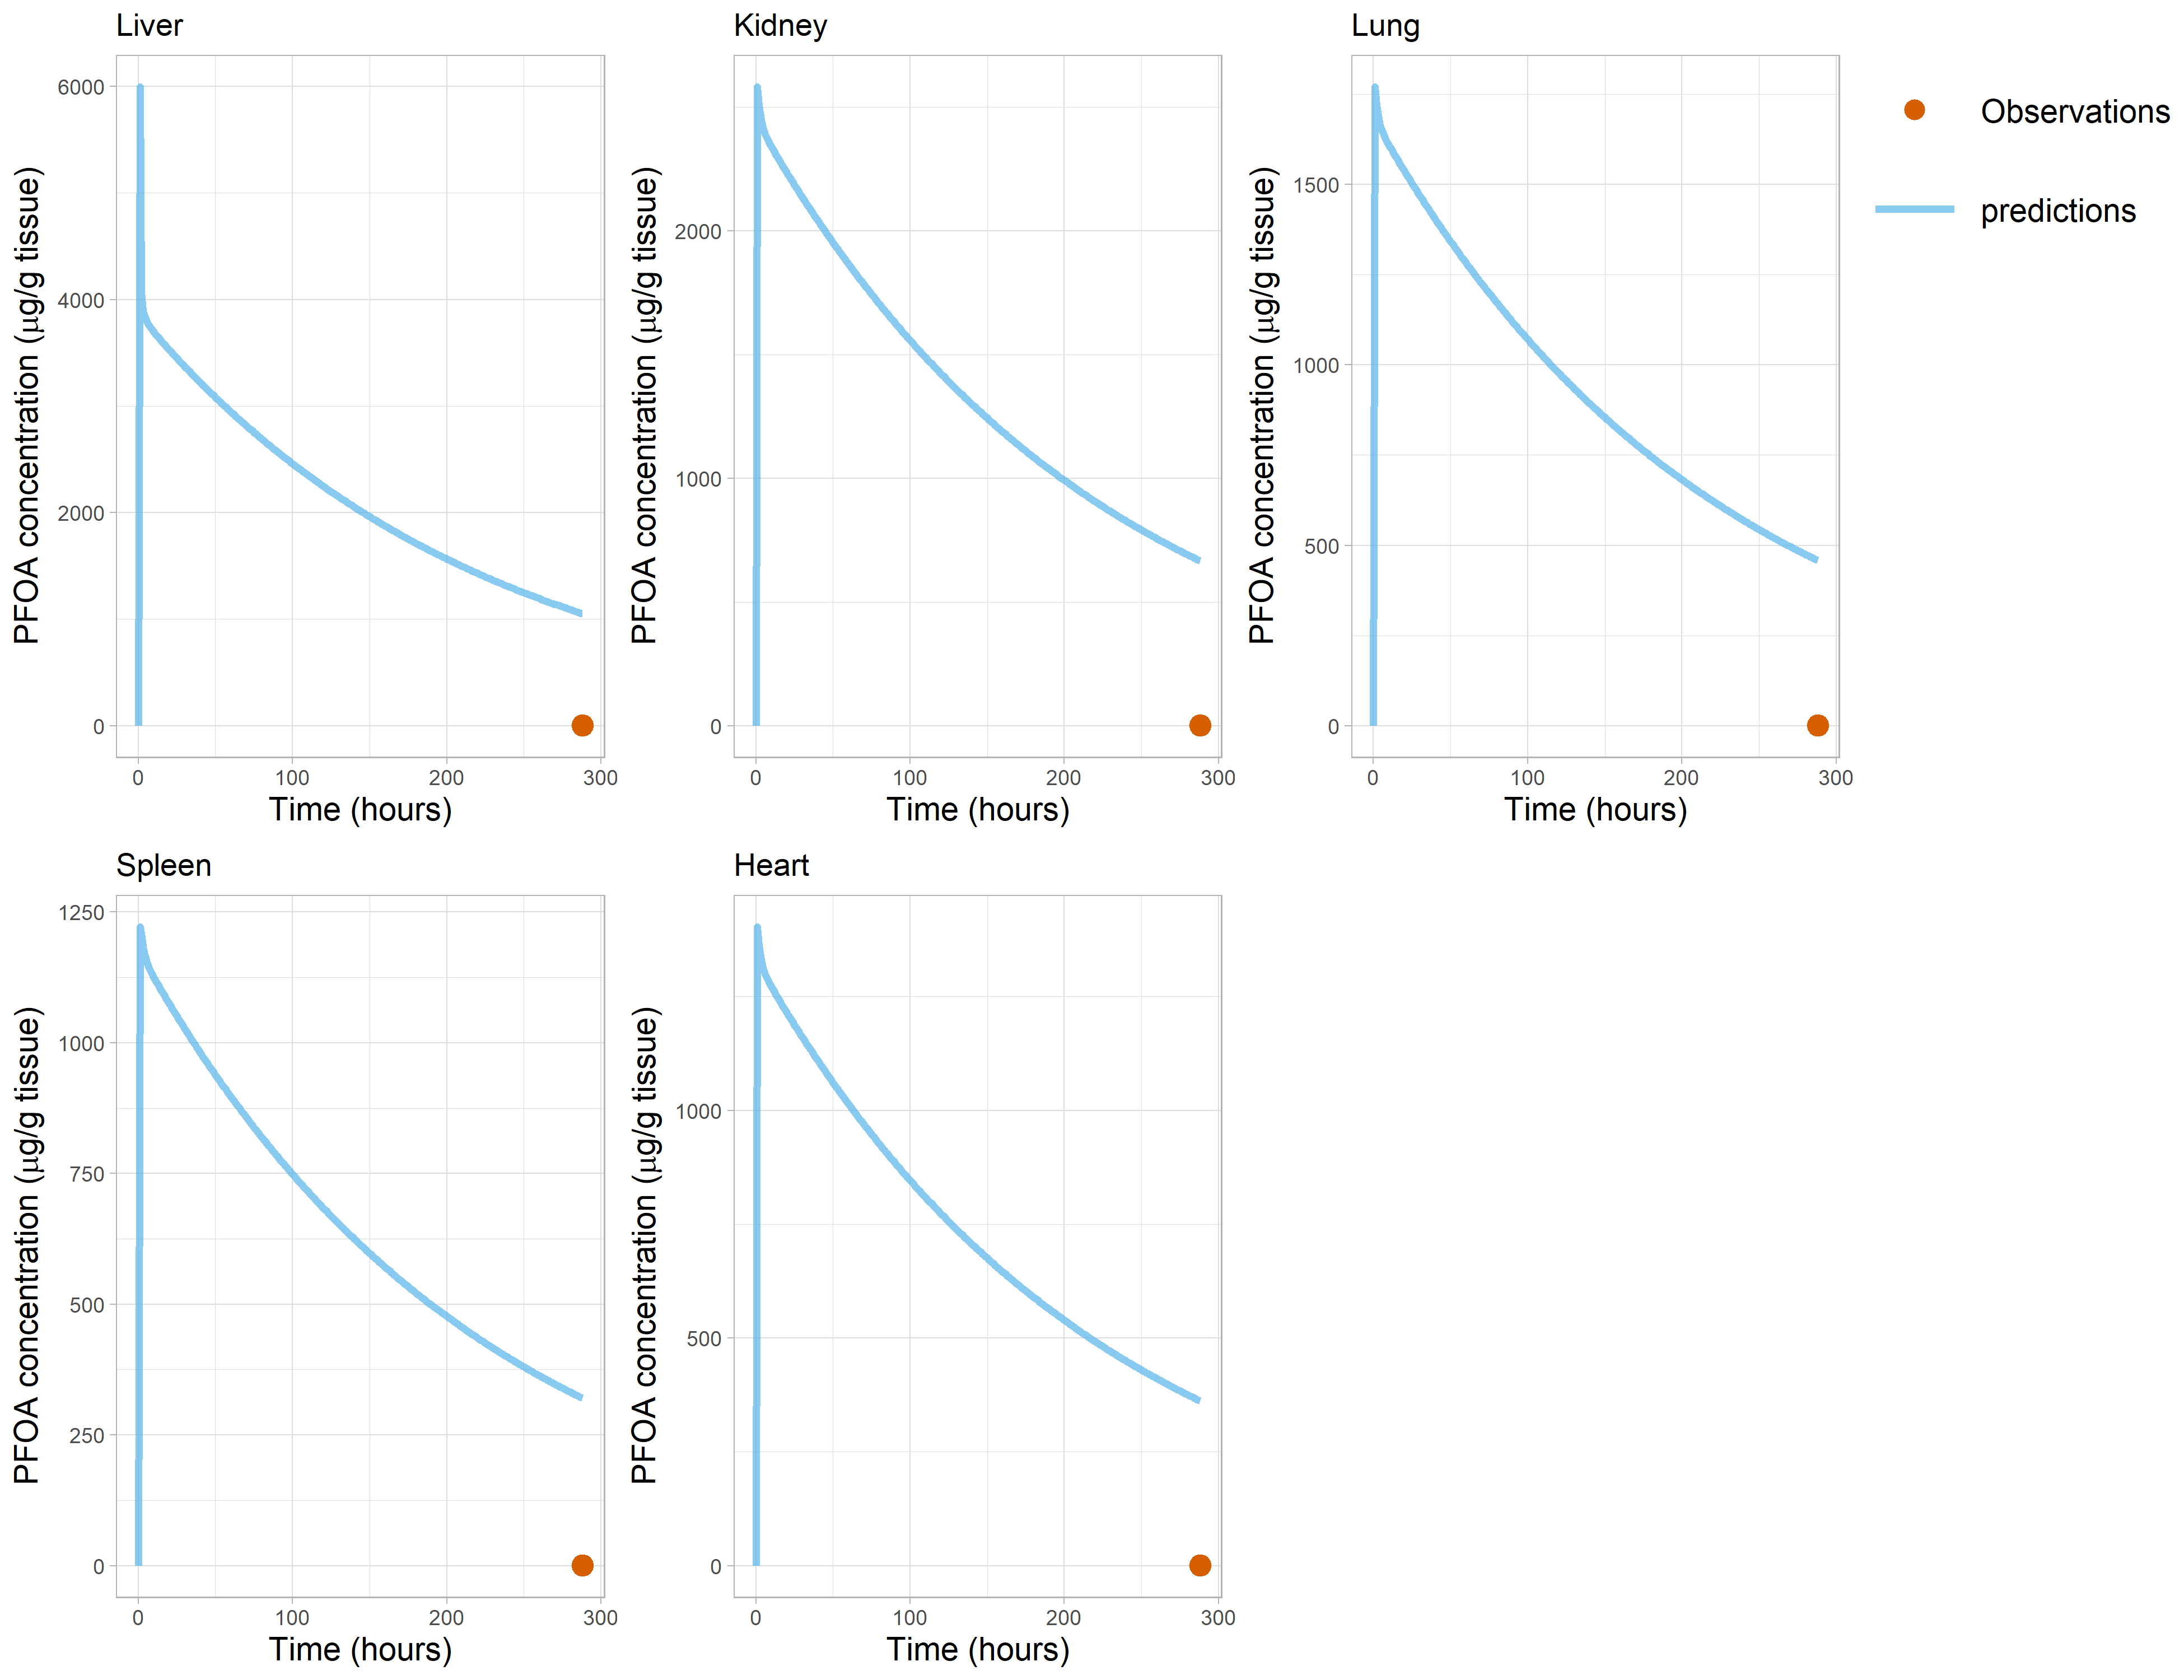 Liver
PFOA concentration (μg/g tissue)
6000
4000
2000
0
0 100 200 300
Time (hours)
Kidney
PFOA concentration (μg/g tissue)
2000
1000
0
0 100 200 300
Time (hours)
Lung
PFOA concentration (μg/g tissue)
1500
1000
500
0
0 100 200 300
Time (hours)
Observations
predictions
Spleen
PFOA concentration (μg/g tissue)
1250
1000
750
500
250
0
0 100 200 300
Time (hours)
Heart
PFOA concentration (μg/g tissue)
1000
500
0
0 100 200 300
Time (hours)